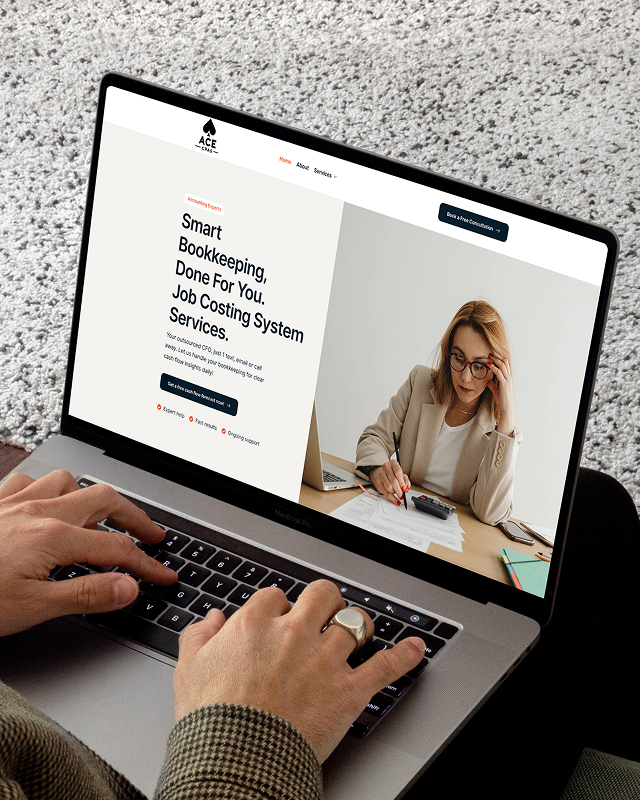 ACE
CPAS
Home About Services
Book a Free Consultation →
Accounting Experts
Smart
Bookkeeping,
Done For You.
Job Costing System
Services.
Your outsourced CFO, just 1 text, email or call
away. Let us handle your bookkeeping for clear
cash flow insights daily!
Get a free cash flow forecast now! →
Expert help Fast results Ongoing support
MacBook Pro